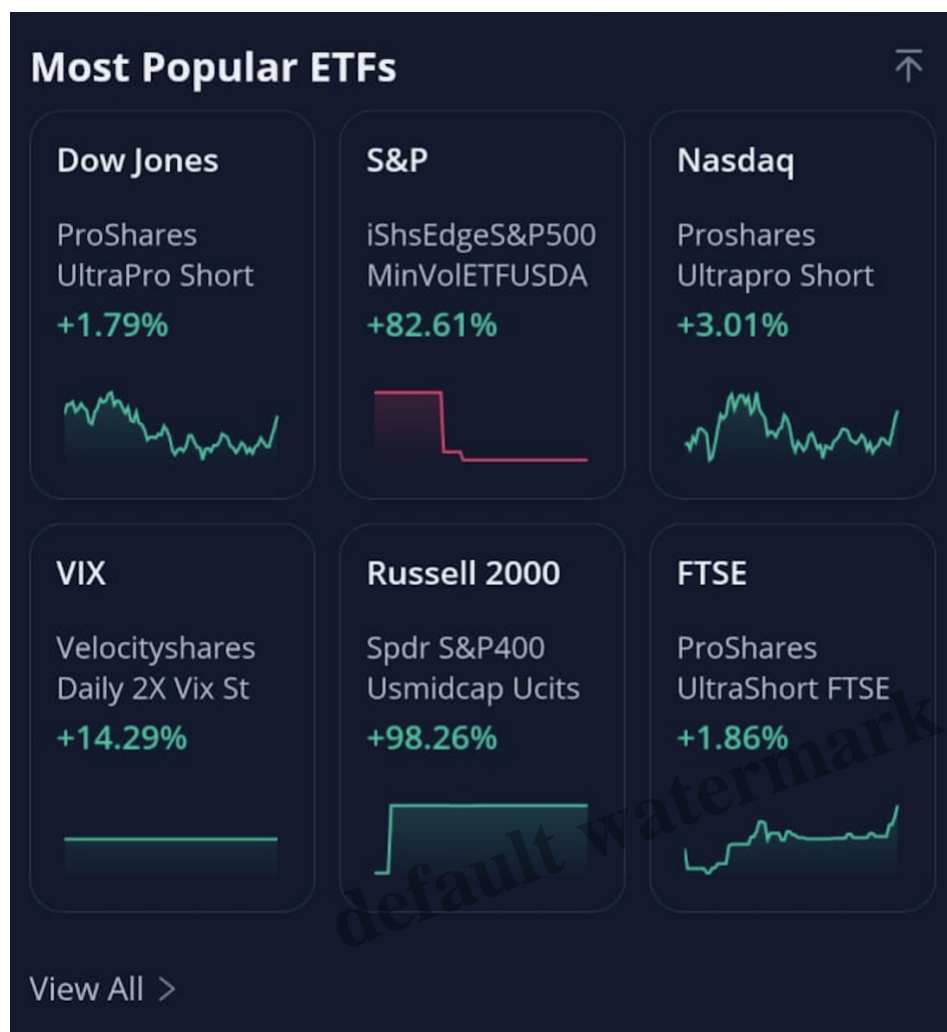 Most Popular ETFs
Dow Jones
ProShares
UltraPro Short
+1.79%
S&P
iShsEdgeS&P500
MinVolETFUSDA
+82.61%
Nasdaq
Proshares
Ultrapro Short
+3.01%
VIX
Velocityshares
Daily 2X Vix St
+14.29%
Russell 2000
Spdr S&P400
Usmidcap Ucits
+98.26%
FTSE
ProShares
UltraShort FTSE
+1.86%
default watermark
View All >